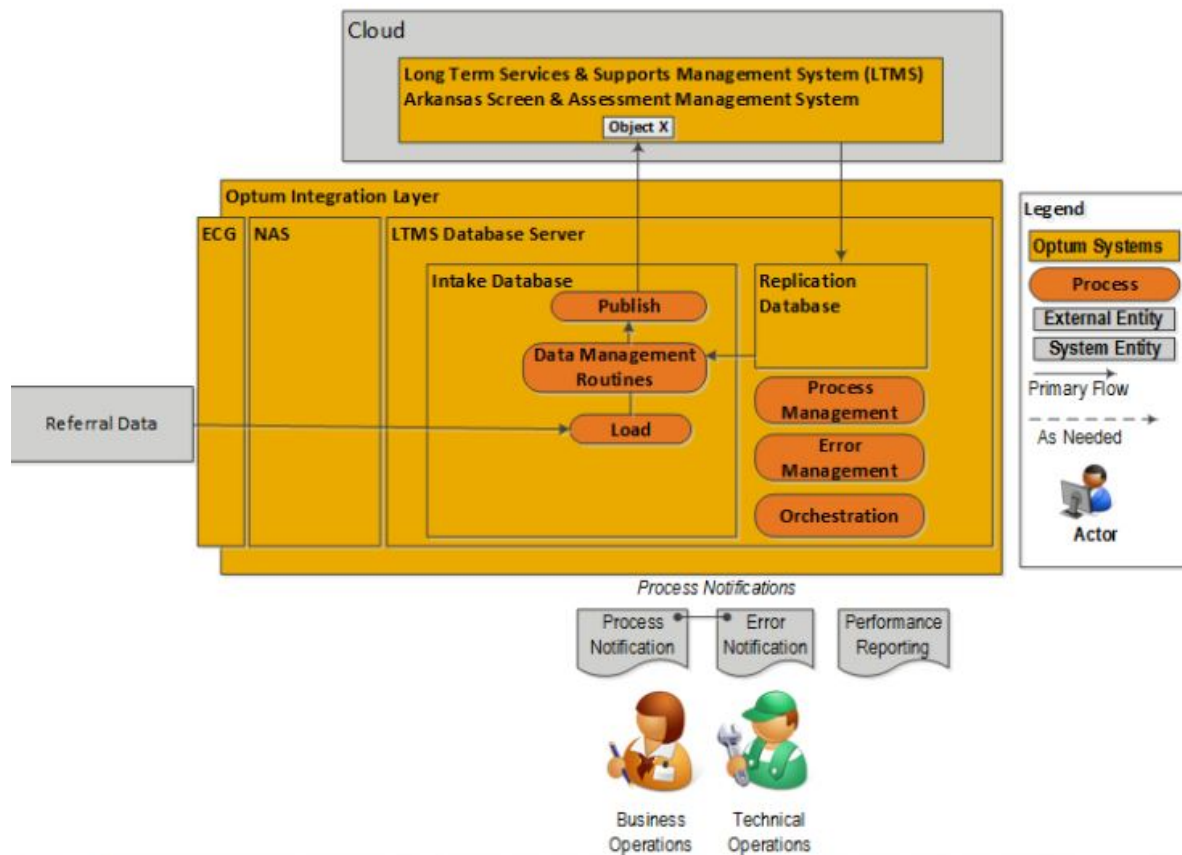 Cloud
Long Term Services & Supports Management System (LTMS)
Arkansas Screen & Assessment Management System
Object X
Optum Integration Layer
ECG
NAS
LTMS Database Server
Intake Database
Publish
Data Management
Routines
Load
Replication
Database
Process
Management
Error
Management
Orchestration
Referral Data
Legend
Optum Systems
Process
External Entity
System Entity
Primary Flow
As Needed
Actor
Process Notifications
Process
Notification
Error
Notification
Performance
Reporting
Business
Operations
Technical
Operations